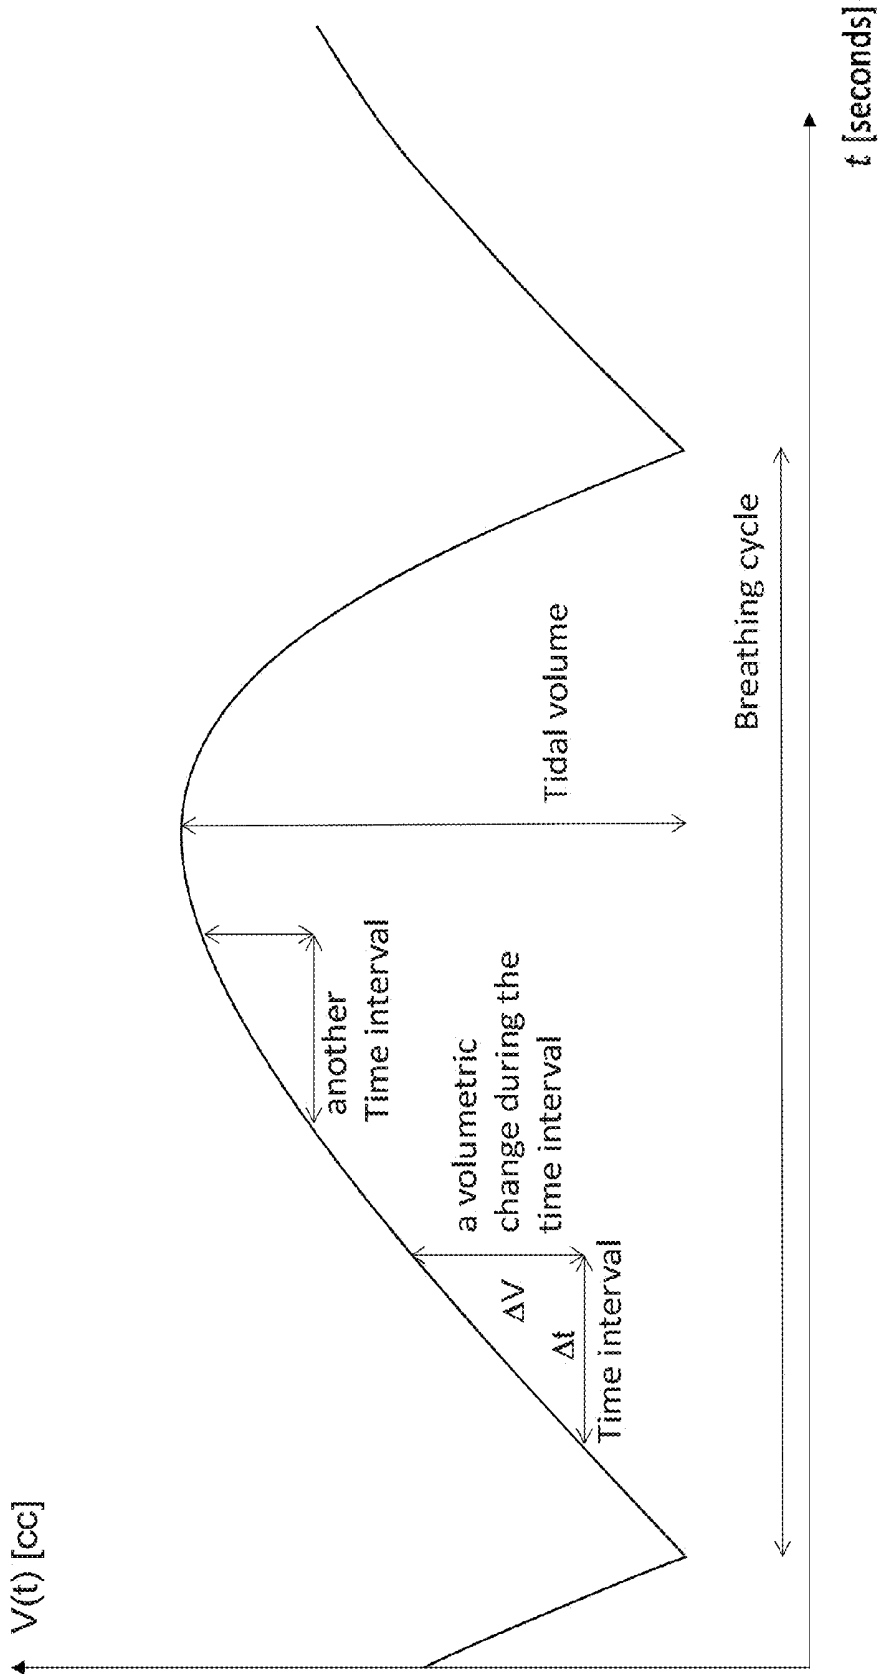 V(t) [cc]
another
Time interval
a volumetric
change during the
time interval
ΔV
Δt
Time interval
Tidal volume
Breathing cycle
t [seconds]